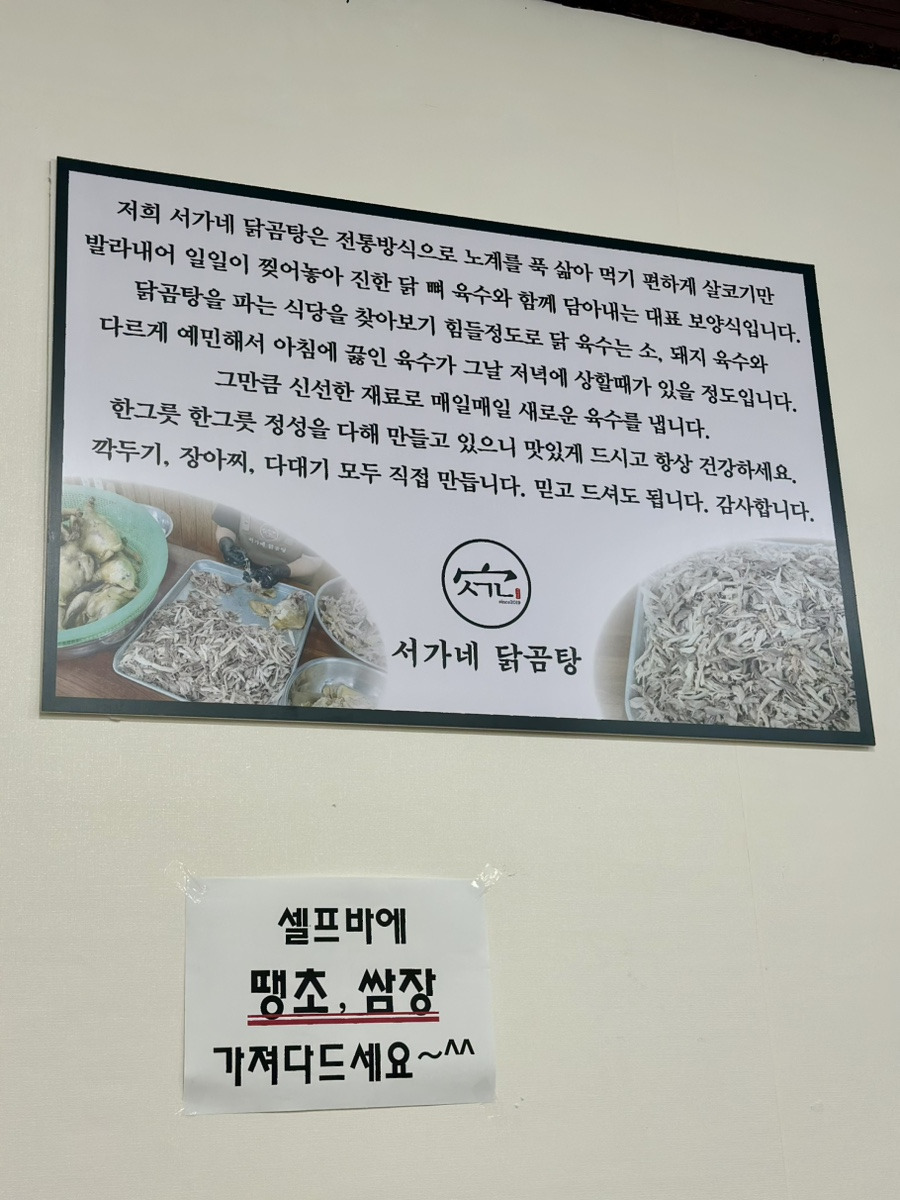 저희 서가네 닭곰탕은 전통방식으로 노계를 푹 삶아 먹기 편하게 살코기만
발라내어 일일이 찢어놓아 진한 닭 뼈 육수와 함께 담아내는 대표 보양식입니다.
닭곰탕을 파는 식당을 찾아보기 힘들정도로 닭 육수는 소, 돼지 육수와
다르게 예민해서 아침에 끓인 육수가 그날 저녁에 상할때가 있을 정도입니다.
그만큼 신선한 재료로 매일매일 새로운 육수를 냅니다.
한그릇 한그릇 정성을 다해 만들고 있으니 맛있게 드시고 항상 건강하세요.
깍두기, 장아찌, 다대기 모두 직접 만듭니다. 믿고 드셔도 됩니다. 감사합니다.
서가네 닭곰탕
셀프바에
땡초, 쌈장
가져다드세요~^^